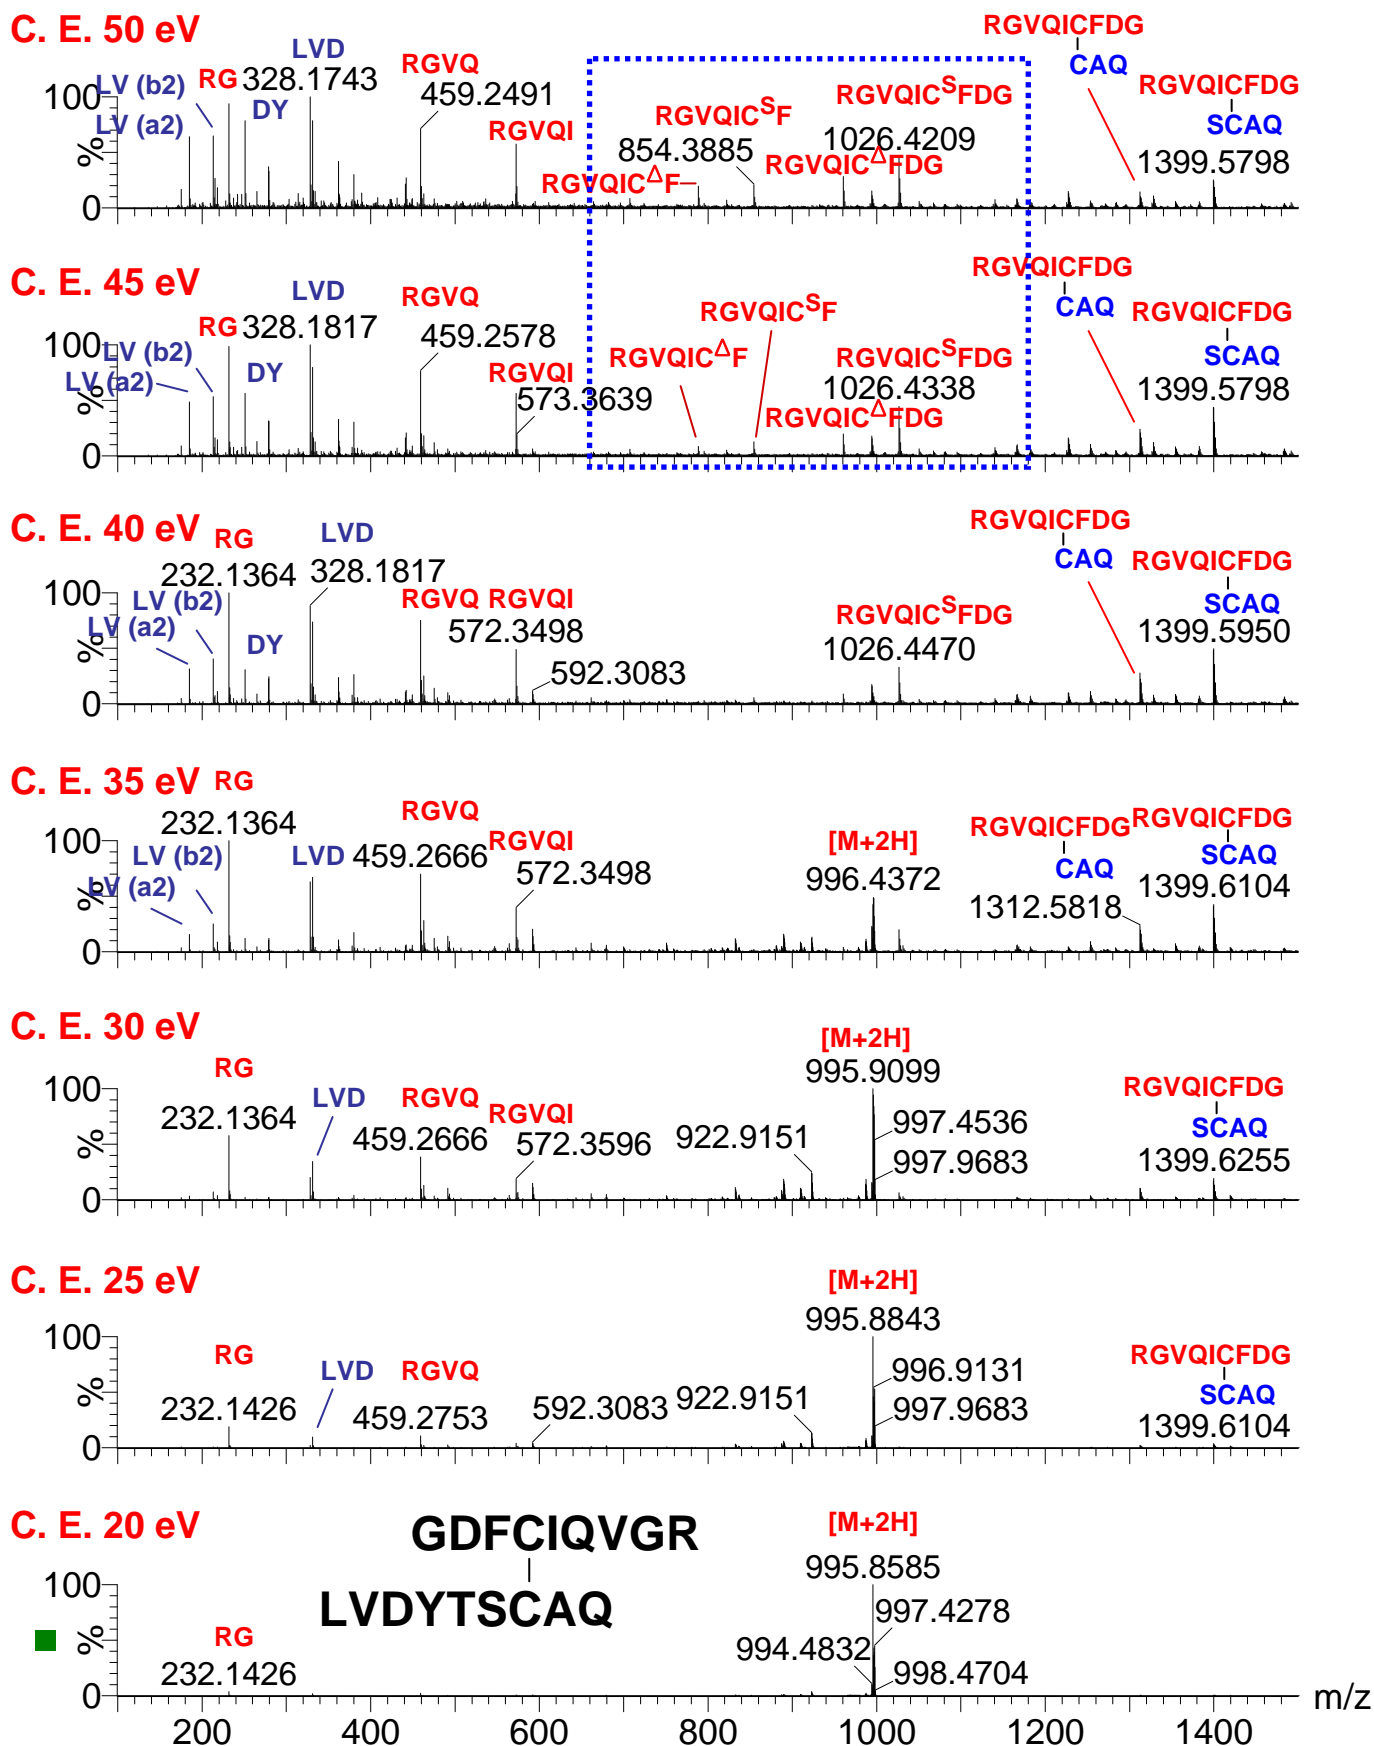 C. E. 50 eV
LV (b2)
LV (a2)
RG
DY
LVD
328.1743
RGVQ
459.2491
RGVQI
RGVQIC^S F
854.3885
RGVQIC^Δ F
RGVQIC^S FDG
1026.4209
RGVQIC^Δ FDG
RGVQICFDG
CAQ
RGVQICFDG
SCAQ
1399.5798
100
%
0
C. E. 45 eV
LV (b2)
LV (a2)
RG
DY
LVD
328.1817
RGVQ
459.2578
RGVQI
573.3639
RGVQIC^Δ F
RGVQIC^S F
RGVQIC^S FDG
1026.4338
RGVQIC^Δ FDG
RGVQICFDG
CAQ
RGVQICFDG
SCAQ
1399.5798
100
%
0
C. E. 40 eV
RG
232.1364
LV (b2)
LV (a2)
DY
LVD
328.1817
RGVQ RGVQI
572.3498
592.3083
RGVQIC^S FDG
1026.4470
RGVQICFDG
CAQ
RGVQICFDG
SCAQ
1399.5950
100
%
0
C. E. 35 eV
RG
232.1364
LV (b2)
LV (a2)
LVD
RGVQ
459.2666
RGVQI
572.3498
[M+2H]
996.4372
RGVQICFDG
CAQ
1312.5818
RGVQICFDG
SCAQ
1399.6104
100
%
0
C. E. 30 eV
RG
232.1364
LVD
RGVQ
459.2666
RGVQI
572.3596
922.9151
[M+2H]
995.9099
997.4536
997.9683
RGVQICFDG
SCAQ
1399.6255
100
%
0
C. E. 25 eV
RG
232.1426
LVD
RGVQ
459.2753
592.3083
922.9151
[M+2H]
995.8843
996.9131
997.9683
RGVQICFDG
SCAQ
1399.6104
100
%
0
C. E. 20 eV
GDFCIQVGR
LVDYTSCAQ
RG
232.1426
[M+2H]
995.8585
997.4278
994.4832
998.4704
100
%
0
m/z
200 400 600 800 1000 1200 1400